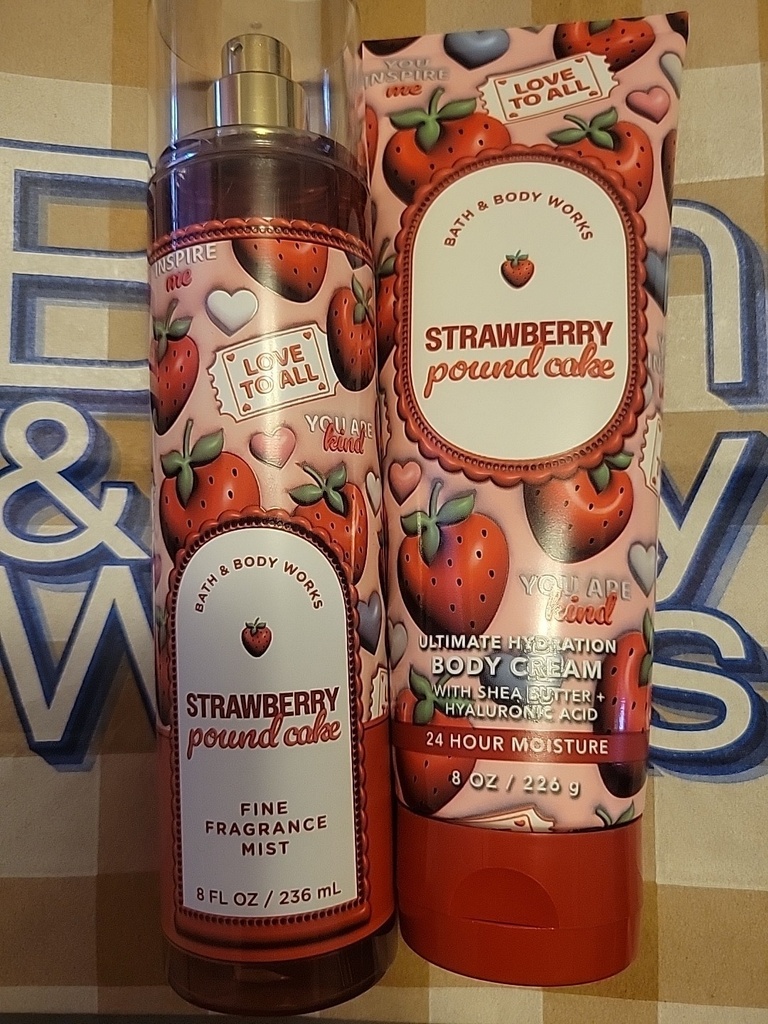 INSPIRE
me
LOVE
TO ALL
YOU ARE
kind
BATH & BODY WORKS
STRAWBERRY
pound cake
FINE
FRAGRANCE
MIST
8 FL OZ / 236 mL
YOU
INSPIRE
me
LOVE
TO ALL
BATH & BODY WORKS
STRAWBERRY
pound cake
YOU ARE
kind
ULTIMATE HYDRATION
BODY CREAM
WITH SHEA BUTTER +
HYALURONIC ACID
24 HOUR MOISTURE
8 OZ / 226 g
B
&
W
h
y
s